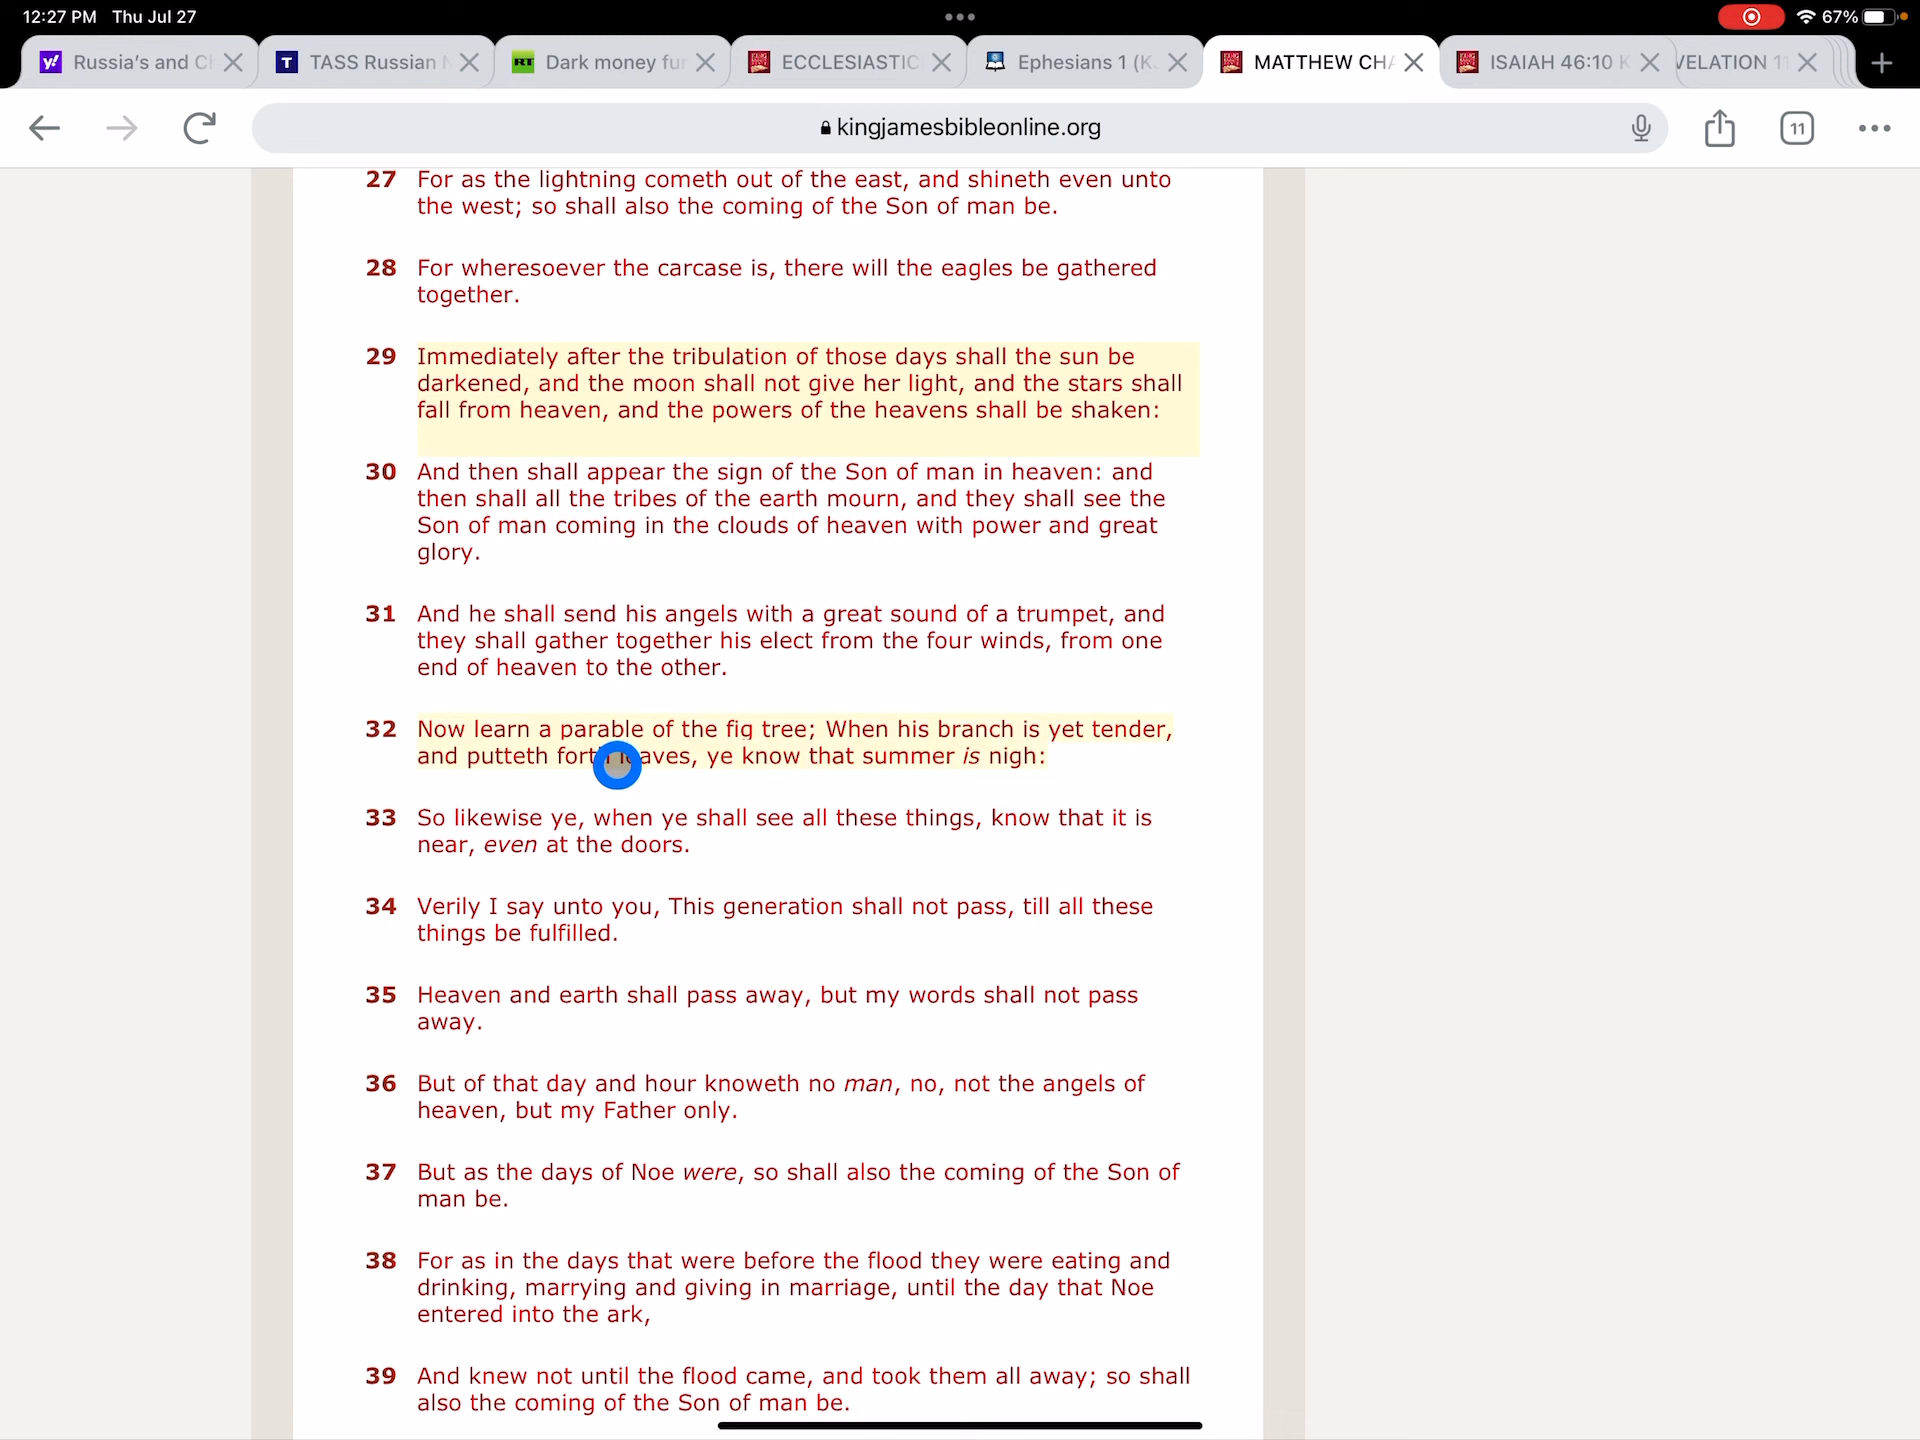 12:27 PM Thu Jul 27
67%
Russia's and C
TASS Russian
RT Dark money fu
ECCLESIASTIC
Ephesians 1 (K
MATTHEW CHA
ISAIAH 46:10 K
VELATION 11
kingjamesbibleonline.org
11
27 For as the lightning cometh out of the east, and shineth even unto
the west; so shall also the coming of the Son of man be.
28 For wheresoever the carcase is, there will the eagles be gathered
together.
29 Immediately after the tribulation of those days shall the sun be
darkened, and the moon shall not give her light, and the stars shall
fall from heaven, and the powers of the heavens shall be shaken:
30 And then shall appear the sign of the Son of man in heaven: and
then shall all the tribes of the earth mourn, and they shall see the
Son of man coming in the clouds of heaven with power and great
glory.
31 And he shall send his angels with a great sound of a trumpet, and
they shall gather together his elect from the four winds, from one
end of heaven to the other.
32 Now learn a parable of the fig tree; When his branch is yet tender,
and putteth forth leaves, ye know that summer is nigh:
33 So likewise ye, when ye shall see all these things, know that it is
near, even at the doors.
34 Verily I say unto you, This generation shall not pass, till all these
things be fulfilled.
35 Heaven and earth shall pass away, but my words shall not pass
away.
36 But of that day and hour knoweth no man, no, not the angels of
heaven, but my Father only.
37 But as the days of Noe were, so shall also the coming of the Son of
man be.
38 For as in the days that were before the flood they were eating and
drinking, marrying and giving in marriage, until the day that Noe
entered into the ark,
39 And knew not until the flood came, and took them all away; so shall
also the coming of the Son of man be.